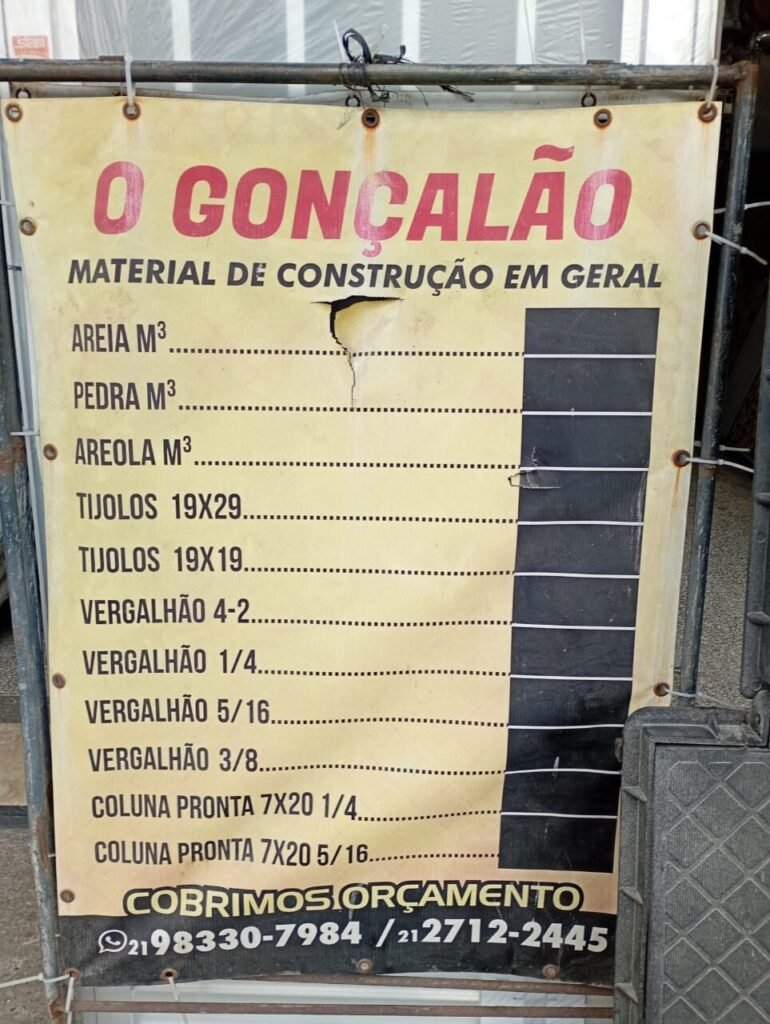 O GONÇALÃO
MATERIAL DE CONSTRUÇÃO EM GERAL
AREIA M³
PEDRA M³
AREOLA M³
TIJOLOS 19X29
TIJOLOS 19X19
VERGALHÃO 4-2
VERGALHÃO 1/4
VERGALHÃO 5/16
VERGALHÃO 3/8
COLUNA PRONTA 7X20 1/4
COLUNA PRONTA 7X20 5/16
COBRIMOS ORÇAMENTO
21 98330-7984 / 21 2712-2445